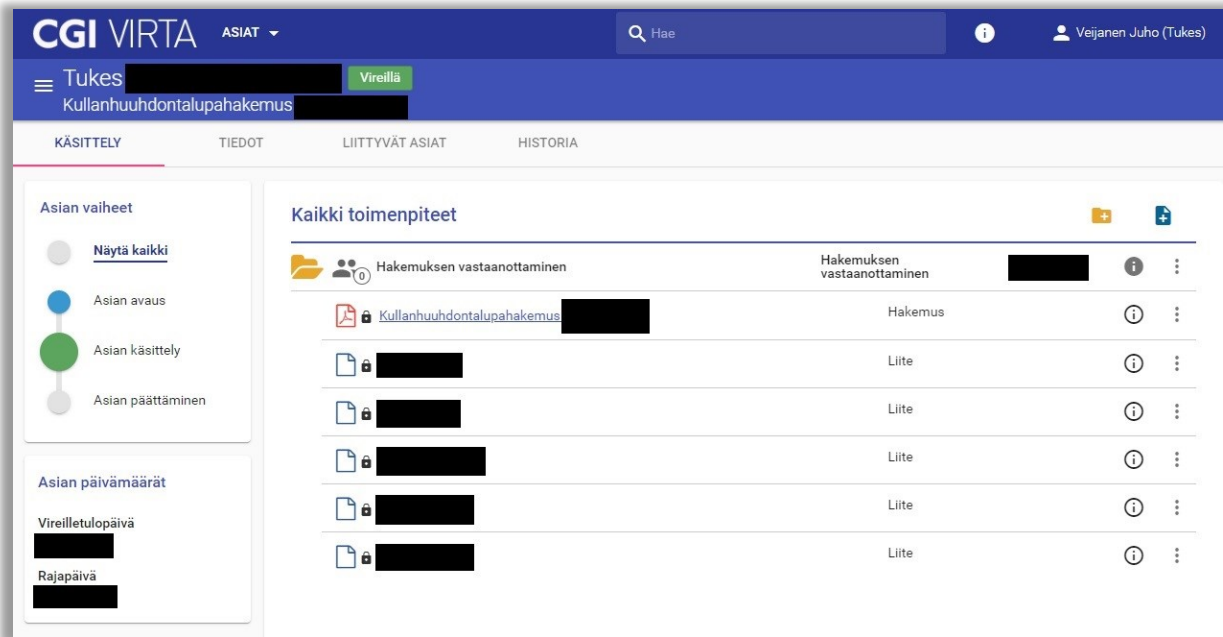 CGI VIRTA ASIAT Hae Veijanen Juho (Tukes)
Tukes Vireillä
Kullanhuuhdontalupahakemus
KÄSITTELY TIEDOT LIITTYVÄT ASIAT HISTORIA
Asian vaiheet
Näytä kaikki
Asian avaus
Asian käsittely
Asian päättäminen
Asian päivämäärät
Vireilletulopäivä
Rajapäivä
Kaikki toimenpiteet
0 Hakemuksen vastaanottaminen Hakemuksen
vastaanottaminen
Kullanhuuhdontalupahakemus Hakemus
Liite
Liite
Liite
Liite
Liite